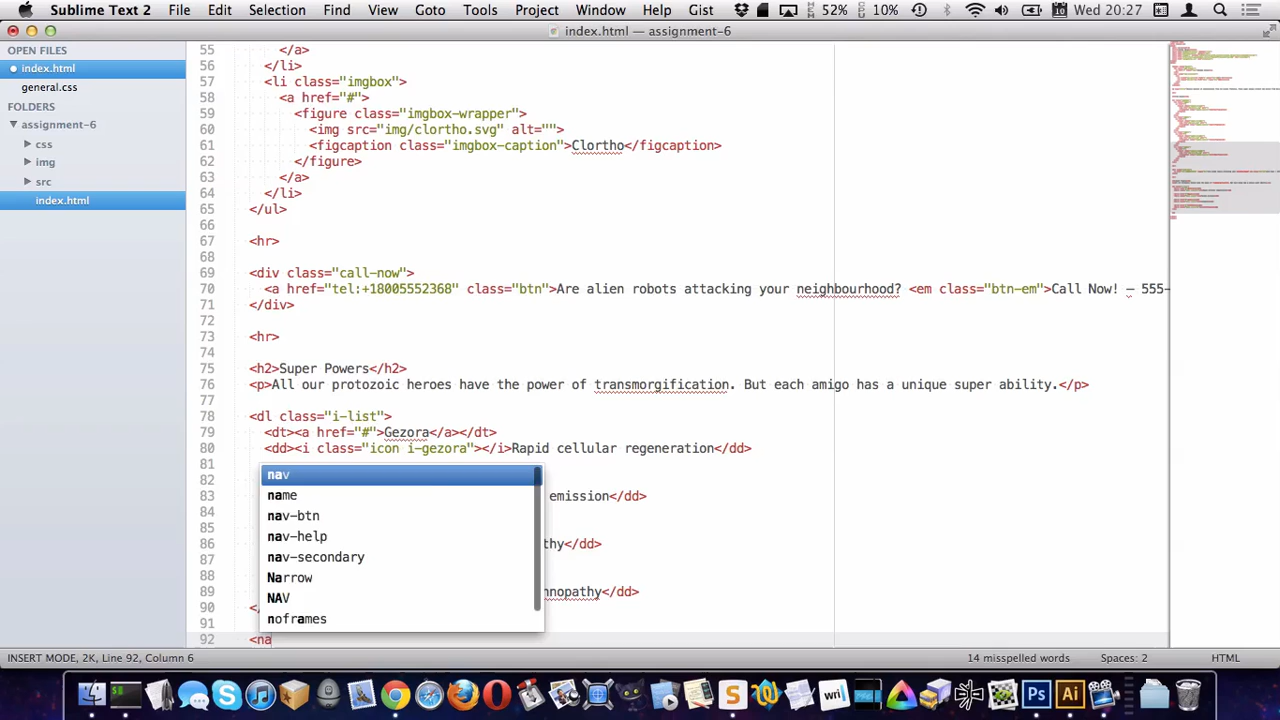 Sublime Text 2 File Edit Selection Find View Goto Tools Project Window Help Gist 52% 10% Wed 20:27
index.html — assignment-6
OPEN FILES
index.html
general.css
FOLDERS
assignment-6
css
img
src
index.html
55 </a>
56 </li>
57 <li class="imgbox">
58 <a href="#">
59 <figure class="imgbox-wrapper">
60 <img src="img/clortho.svg" alt="">
61 <figcaption class="imgbox-caption">Clortho</figcaption>
62 </figure>
63 </a>
64 </li>
65 </ul>
66
67 <hr>
68
69 <div class="call-now">
70 <a href="tel:+18005552368" class="btn">Are alien robots attacking your neighbourhood? <em class="btn-em">Call Now! — 555-
71 </div>
72
73 <hr>
74
75 <h2>Super Powers</h2>
76 <p>All our protozoic heroes have the power of transmorgification. But each amigo has a unique super ability.</p>
77
78 <dl class="i-list">
79 <dt><a href="#">Gezora</a></dt>
80 <dd><i class="icon i-gezora"></i>Rapid cellular regeneration</dd>
81
82
83 emission</dd>
84
85
86 thy</dd>
87
88
89 hnopathy</dd>
90 </
91
92 <na
nav
name
nav-btn
nav-help
nav-secondary
Narrow
NAV
noframes
INSERT MODE, 2K, Line 92, Column 6 14 misspelled words Spaces: 2 HTML
wri
S
Ps
Ai